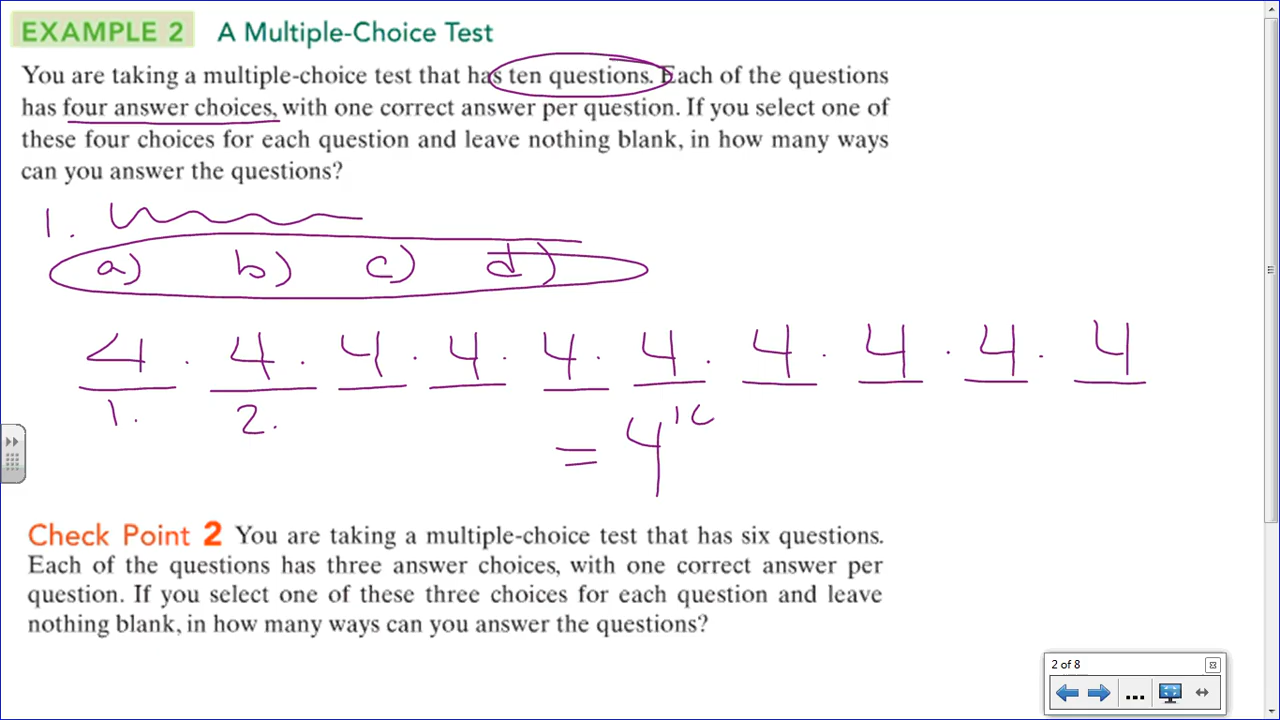 EXAMPLE 2 A Multiple-Choice Test
You are taking a multiple-choice test that has ten questions. Each of the questions
has four answer choices, with one correct answer per question. If you select one of
these four choices for each question and leave nothing blank, in how many ways
can you answer the questions?
1.
a) b) c) d)
4 · 4 · 4 · 4 · 4 · 4 · 4 · 4 · 4 · 4
1. 2.
= 4^10
Check Point 2 You are taking a multiple-choice test that has six questions.
Each of the questions has three answer choices, with one correct answer per
question. If you select one of these three choices for each question and leave
nothing blank, in how many ways can you answer the questions?
2 of 8
...